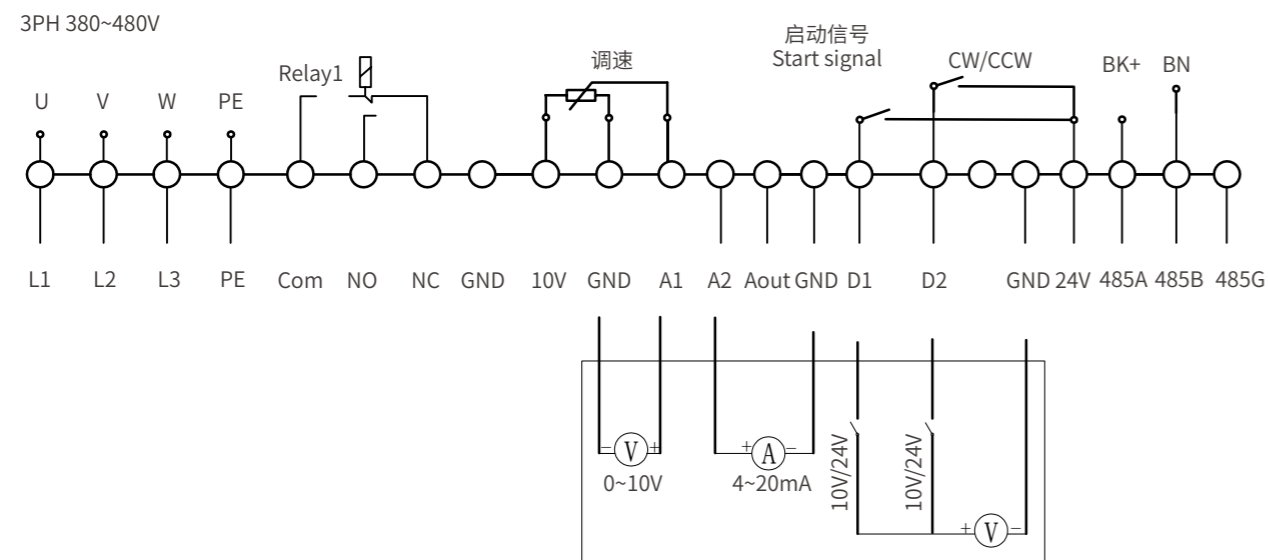 3PH 380~480V
启动信号
Start signal
调速
CW/CCW
BK+ BN
Relay1
U V W PE
L1 L2 L3 PE Com NO NC GND 10V GND A1 A2 Aout GND D1 D2 GND 24V 485A 485B 485G
- V + + A -
0~10V 4~20mA
10V/24V 10V/24V
+ V -